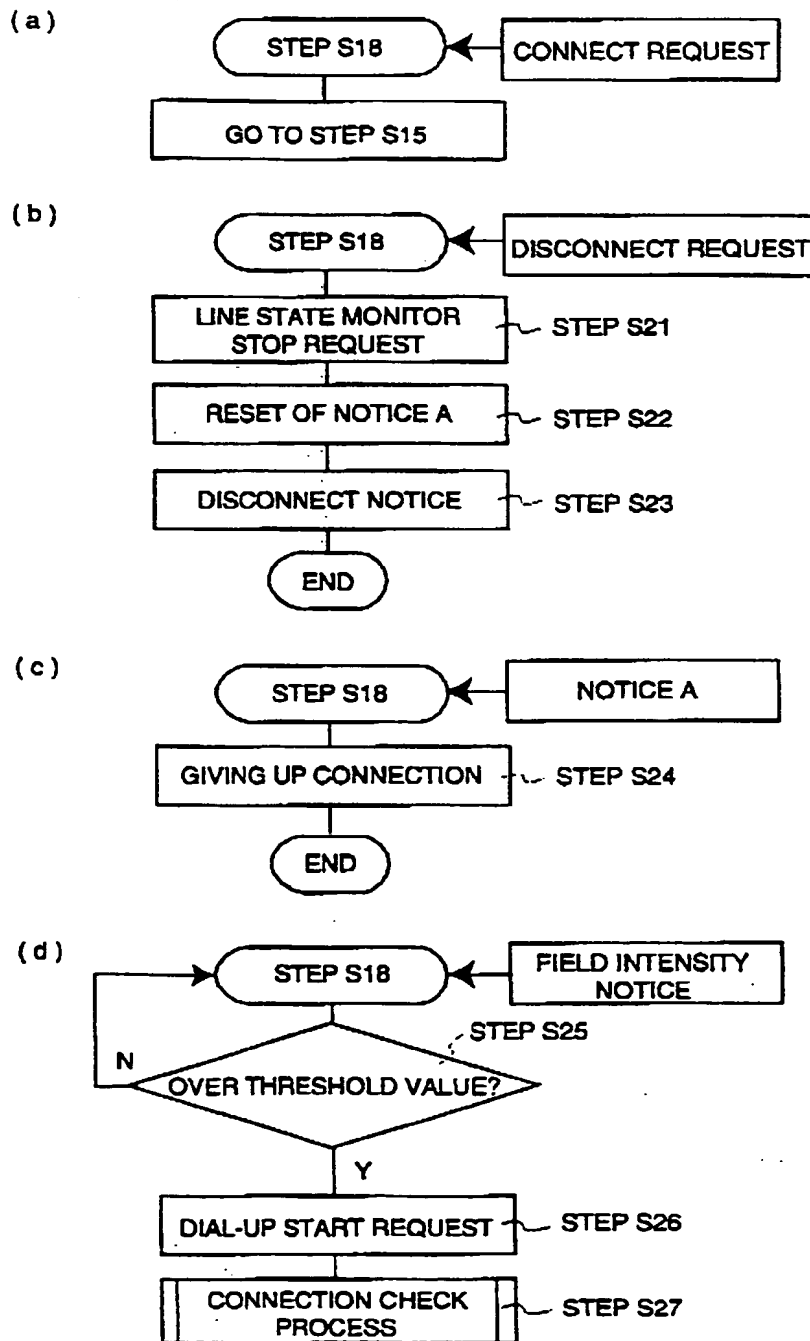 (a)
STEP S18
CONNECT REQUEST
GO TO STEP S15
(b)
STEP S18
DISCONNECT REQUEST
LINE STATE MONITOR
STOP REQUEST
STEP S21
RESET OF NOTICE A
STEP S22
DISCONNECT NOTICE
STEP S23
END
(c)
STEP S18
NOTICE A
GIVING UP CONNECTION
STEP S24
END
(d)
STEP S18
FIELD INTENSITY
NOTICE
STEP S25
N
OVER THRESHOLD VALUE?
Y
DIAL-UP START REQUEST
STEP S26
CONNECTION CHECK
PROCESS
STEP S27